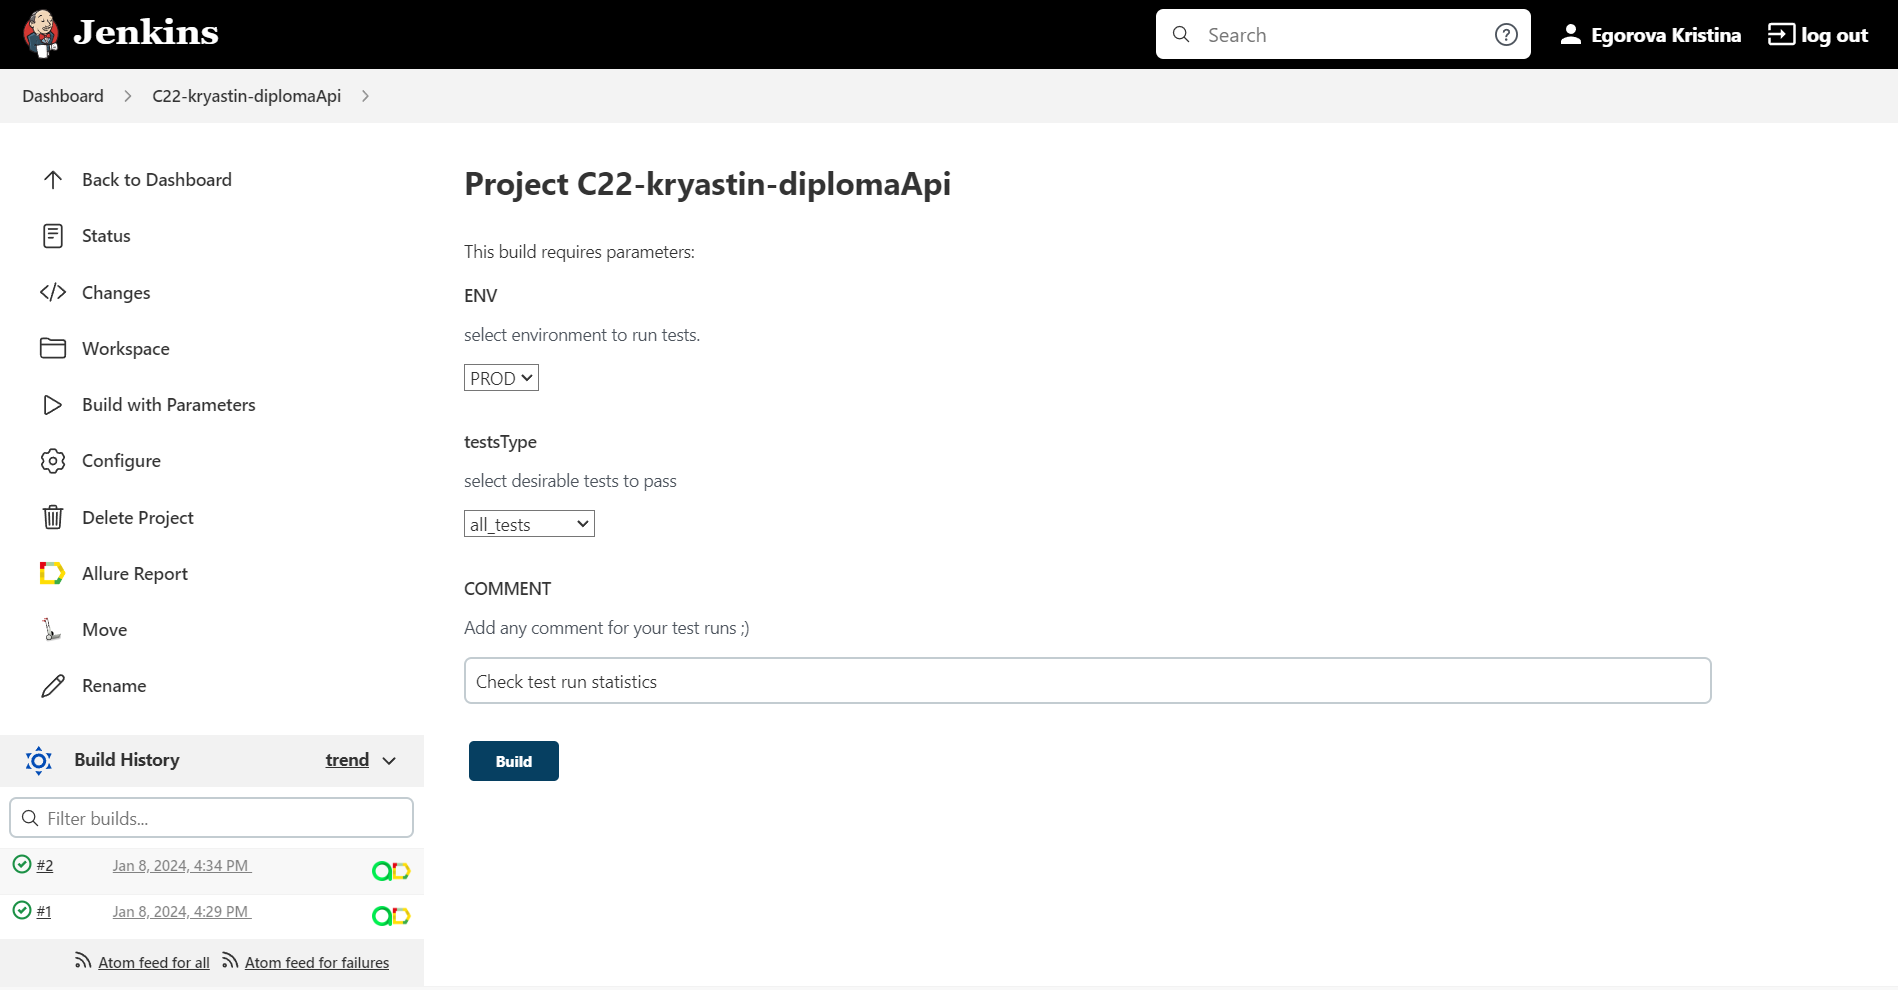 Jenkins
Search
Egorova Kristina
log out
Dashboard
C22-kryastin-diplomaApi
Back to Dashboard
Status
Changes
Workspace
Build with Parameters
Configure
Delete Project
Allure Report
Move
Rename
Build History
trend
Filter builds...
#2 Jan 8, 2024, 4:34 PM
#1 Jan 8, 2024, 4:29 PM
Atom feed for all Atom feed for failures
Project C22-kryastin-diplomaApi
This build requires parameters:
ENV
select environment to run tests.
PROD
testsType
select desirable tests to pass
all_tests
COMMENT
Add any comment for your test runs ;)
Check test run statistics
Build